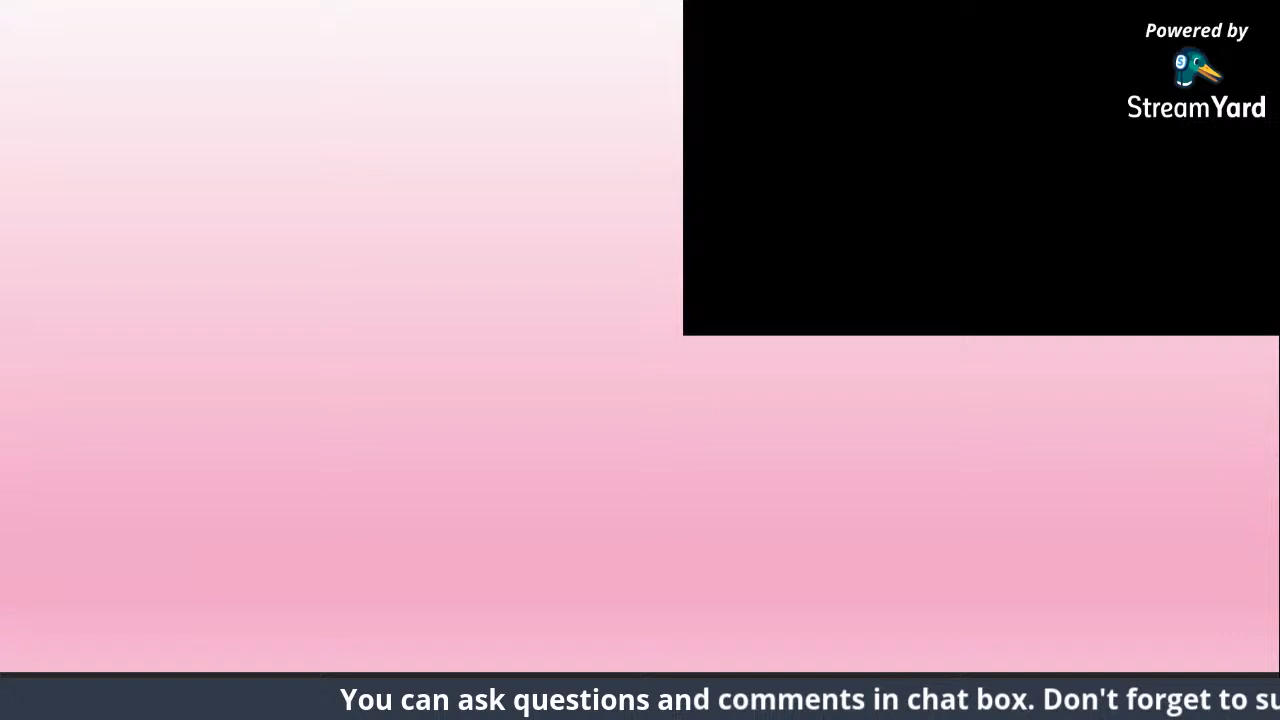 Powered by
StreamYard
You can ask questions and comments in chat box. Don't forget to